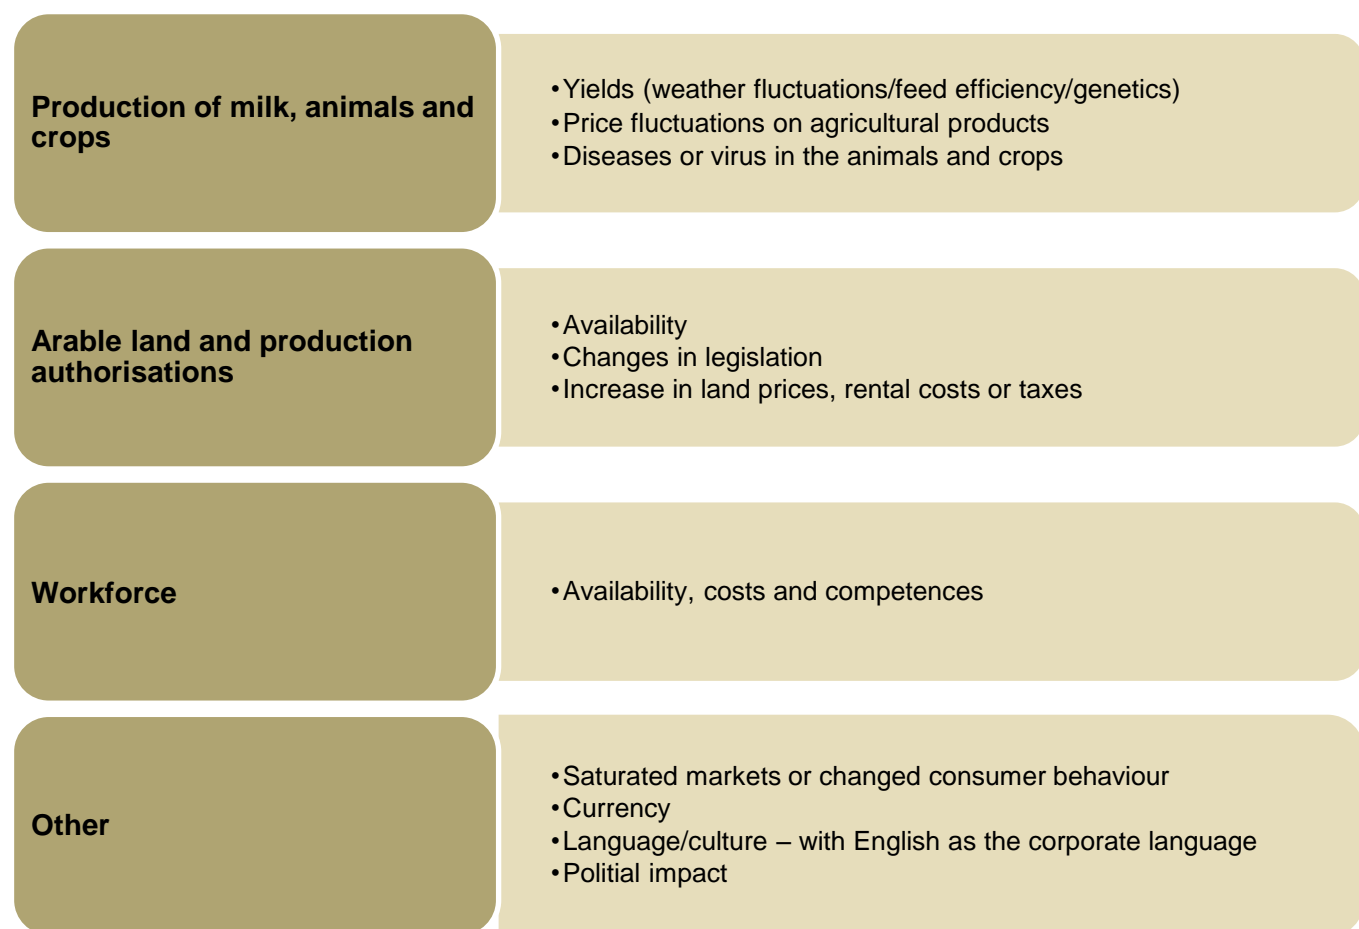 Production of milk, animals and
crops
•Yields (weather fluctuations/feed efficiency/genetics)
•Price fluctuations on agricultural products
•Diseases or virus in the animals and crops
Arable land and production
authorisations
•Availability
•Changes in legislation
•Increase in land prices, rental costs or taxes
Workforce
•Availability, costs and competences
Other
•Saturated markets or changed consumer behaviour
•Currency
•Language/culture – with English as the corporate language
•Politial impact